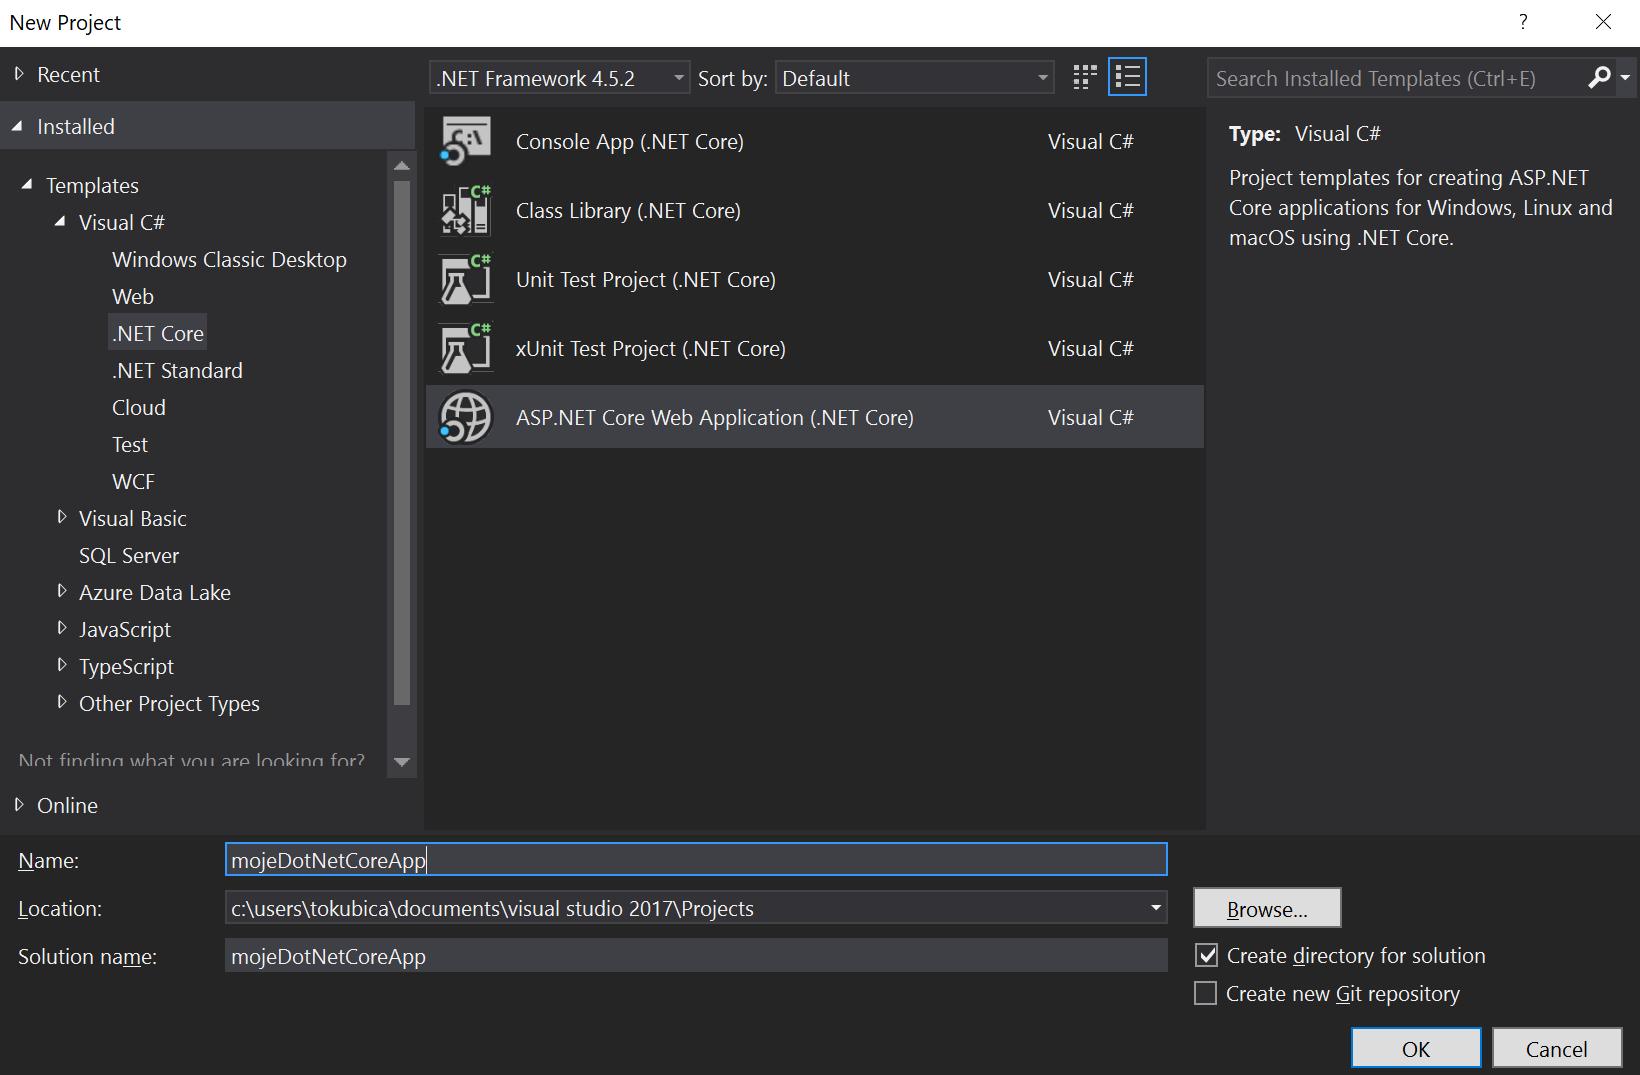 New Project
?
Recent
.NET Framework 4.5.2 Sort by: Default
Search Installed Templates (Ctrl+E)
Installed
Templates
Visual C#
Windows Classic Desktop
Web
.NET Core
.NET Standard
Cloud
Test
WCF
Visual Basic
SQL Server
Azure Data Lake
JavaScript
TypeScript
Other Project Types
Not finding what you are looking for?
Online
C:\
Console App (.NET Core) Visual C#
C#
Class Library (.NET Core) Visual C#
C#
Unit Test Project (.NET Core) Visual C#
C#
xUnit Test Project (.NET Core) Visual C#
ASP.NET Core Web Application (.NET Core) Visual C#
Type: Visual C#
Project templates for creating ASP.NET
Core applications for Windows, Linux and
macOS using .NET Core.
Name: mojeDotNetCoreApp
Location: c:\users\tokubica\documents\visual studio 2017\Projects
Browse...
Solution name: mojeDotNetCoreApp
Create directory for solution
Create new Git repository
OK
Cancel